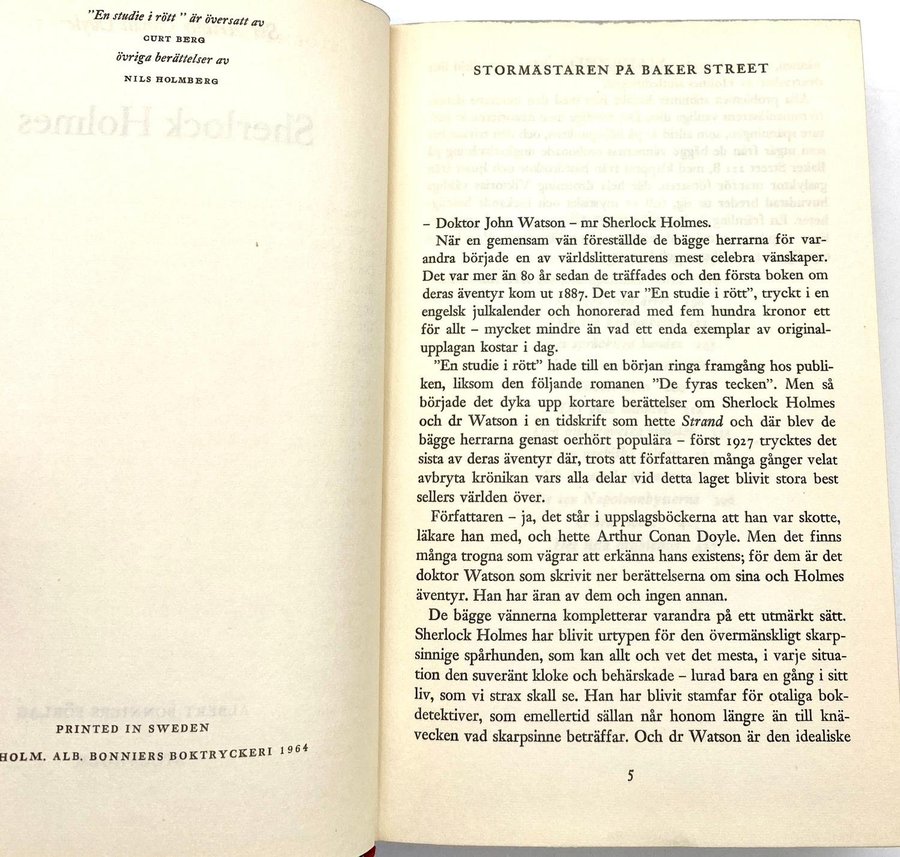 "En studie i rött" är översatt av
CURT BERG
övriga berättelser av
NILS HOLMBERG
Sherlock Holmes
ALBERT BONNIERS FÖRLAG
PRINTED IN SWEDEN
HOLM. ALB. BONNIERS BOKTRYCKERI 1964
STORMÄSTAREN PÅ BAKER STREET
– Doktor John Watson – mr Sherlock Holmes.
När en gemensam vän föreställde de bägge herrarna för var-
andra började en av världslitteraturens mest celebra vänskaper.
Det var mer än 80 år sedan de träffades och den första boken om
deras äventyr kom ut 1887. Det var "En studie i rött", tryckt i en
engelsk julkalender och honorerad med fem hundra kronor ett
för allt – mycket mindre än vad ett enda exemplar av original-
upplagan kostar i dag.
"En studie i rött" hade till en början ringa framgång hos publi-
ken, liksom den följande romanen "De fyras tecken". Men så
började det dyka upp kortare berättelser om Sherlock Holmes
och dr Watson i en tidskrift som hette Strand och där blev de
bägge herrarna genast oerhört populära – först 1927 trycktes det
sista av deras äventyr där, trots att författaren många gånger velat
avbryta krönikan vars alla delar vid detta laget blivit stora best
sellers världen över.
Författaren – ja, det står i uppslagsböckerna att han var skotte,
läkare han med, och hette Arthur Conan Doyle. Men det finns
många trogna som vägrar att erkänna hans existens; för dem är det
doktor Watson som skrivit ner berättelserna om sina och Holmes
äventyr. Han har äran av dem och ingen annan.
De bägge vännerna kompletterar varandra på ett utmärkt sätt.
Sherlock Holmes har blivit urtypen för den övermänskligt skarp-
sinnige spårhunden, som kan allt och vet det mesta, i varje situa-
tion den suveränt kloke och behärskade – lurad bara en gång i sitt
liv, som vi strax skall se. Han har blivit stamfar för otaliga bok-
detektiver, som emellertid sällan når honom längre än till knä-
vecken vad skarpsinne beträffar. Och dr Watson är den idealiske
5